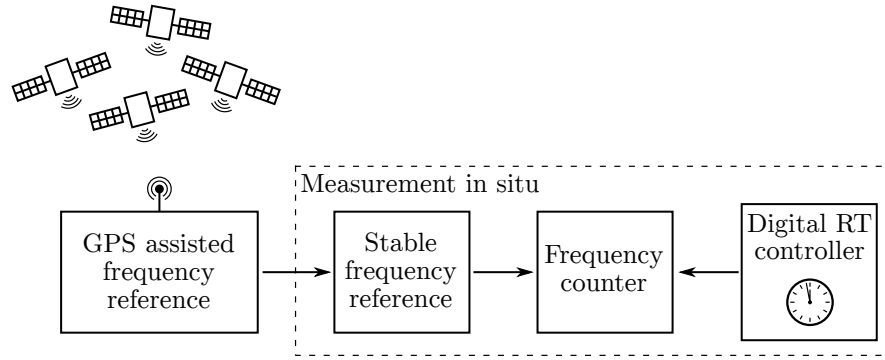 Measurement in situ
GPS assisted
frequency
reference
Stable
frequency
reference
Frequency
counter
Digital RT
controller